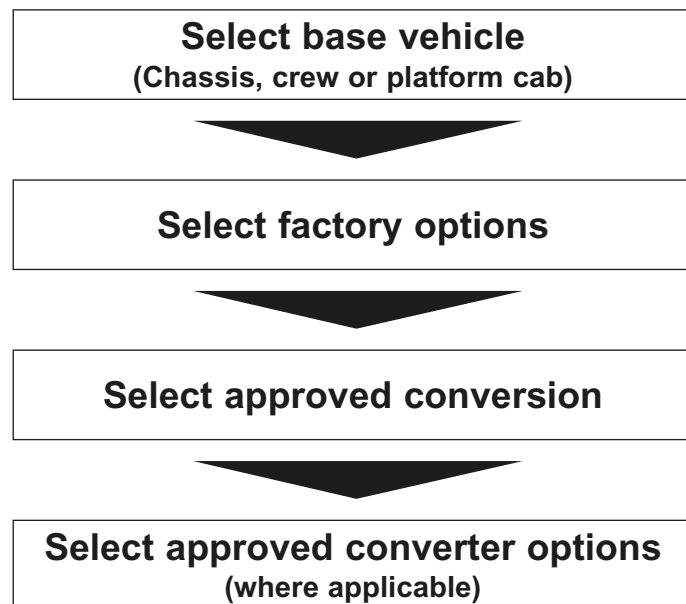 Select base vehicle
(Chassis, crew or platform cab)
Select factory options
Select approved conversion
Select approved converter options
(where applicable)